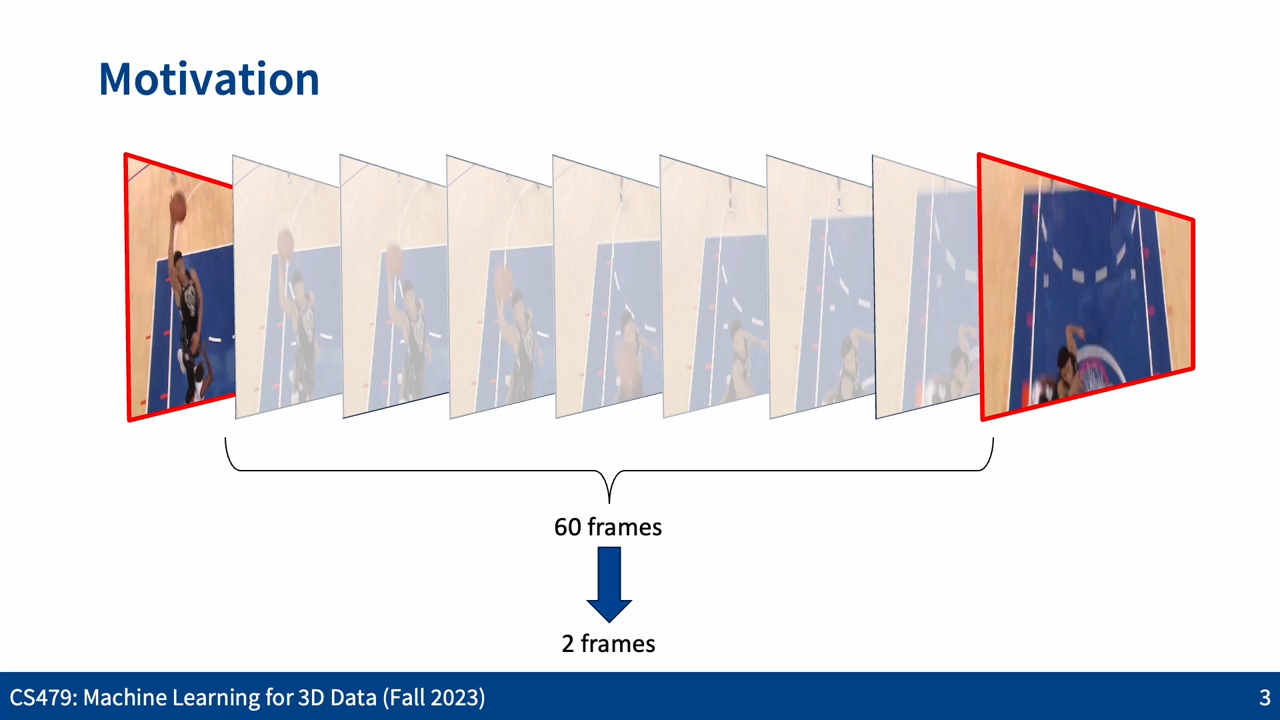 Motivation
60 frames
2 frames
CS479: Machine Learning for 3D Data (Fall 2023)
3